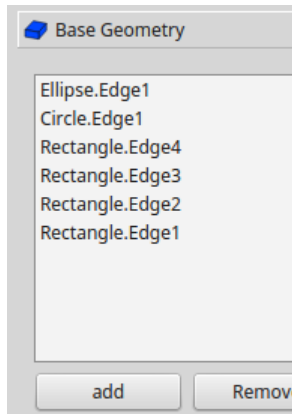 Base Geometry
Ellipse.Edge1
Circle.Edge1
Rectangle.Edge4
Rectangle.Edge3
Rectangle.Edge2
Rectangle.Edge1
add
Remov